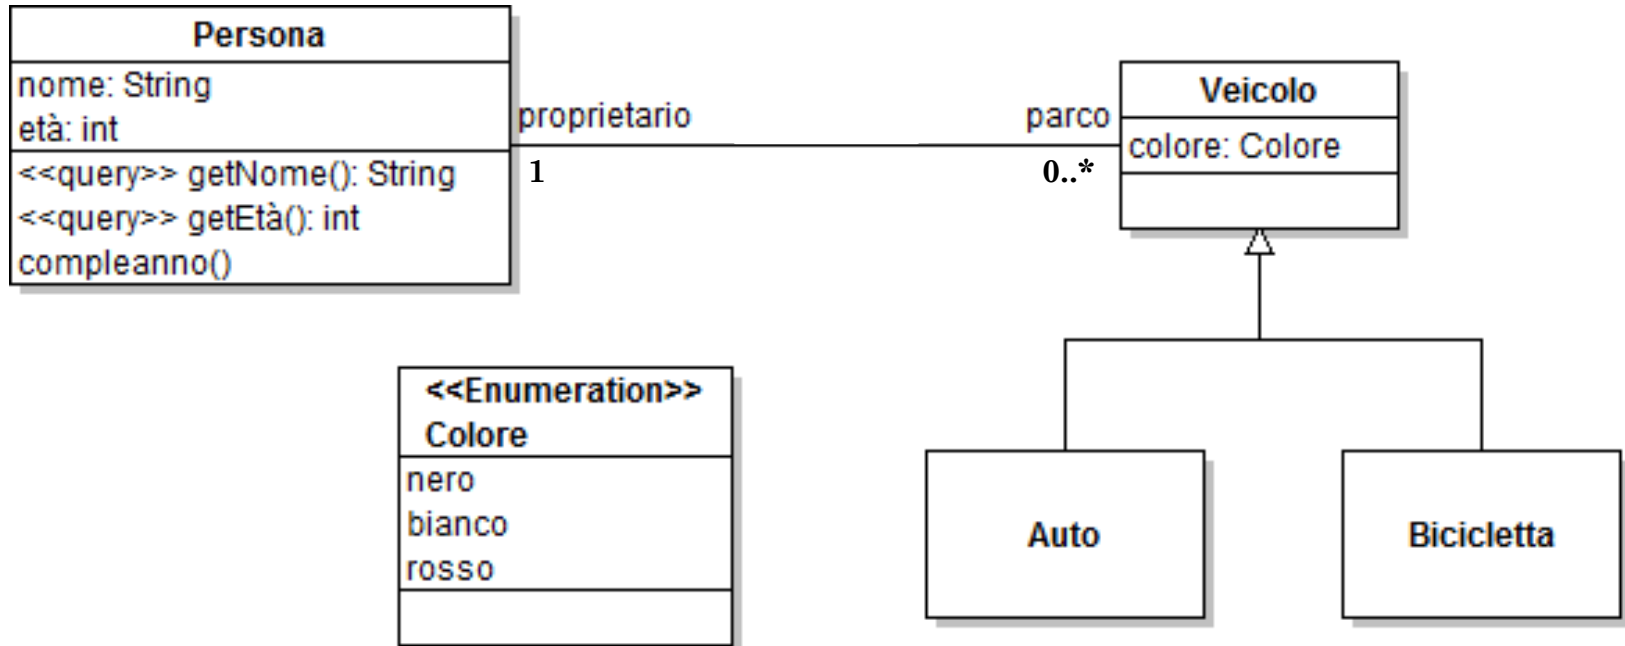 Persona
nome: String
età: int
<<query>> getNome(): String
<<query>> getEtà(): int
compleanno()
proprietario
1
parco
0..*
Veicolo
colore: Colore
<<Enumeration>>
Colore
nero
bianco
rosso
Auto
Bicicletta